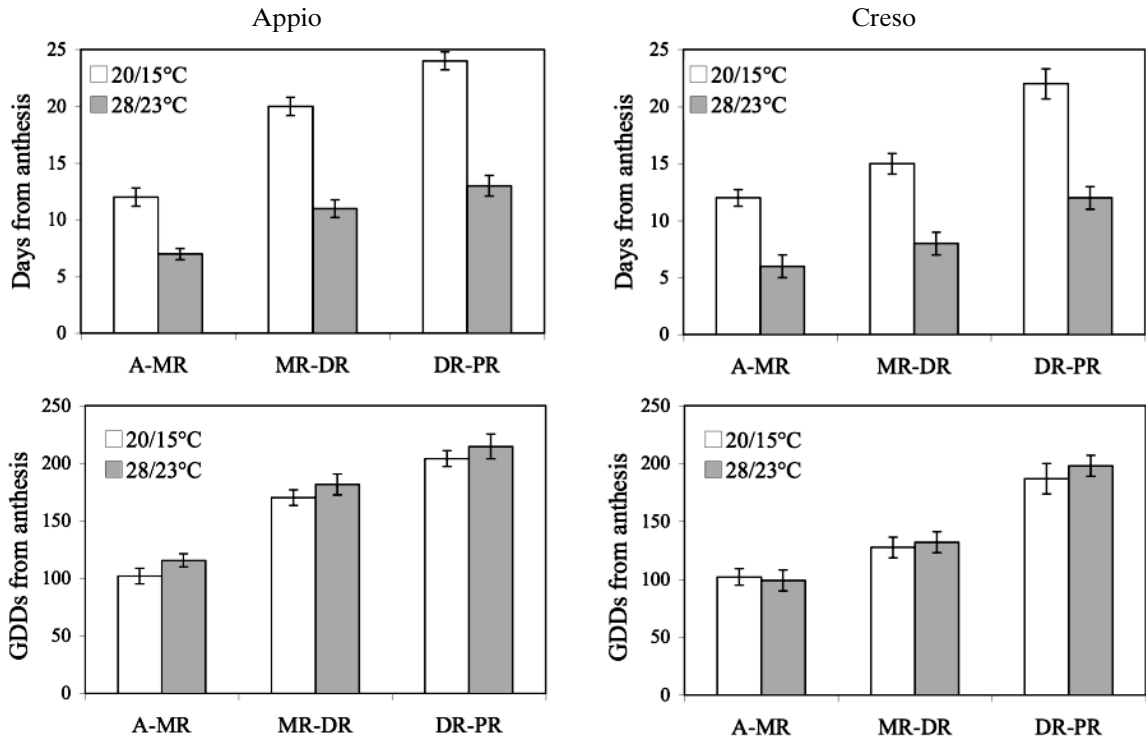 Appio
25
20
15
10
5
0
Days from anthesis
20/15°C
28/23°C
A-MR MR-DR DR-PR
Creso
25
20
15
10
5
0
Days from anthesis
20/15°C
28/23°C
A-MR MR-DR DR-PR
250
200
150
100
50
0
GDDs from anthesis
20/15°C
28/23°C
A-MR MR-DR DR-PR
250
200
150
100
50
0
GDDs from anthesis
20/15°C
28/23°C
A-MR MR-DR DR-PR